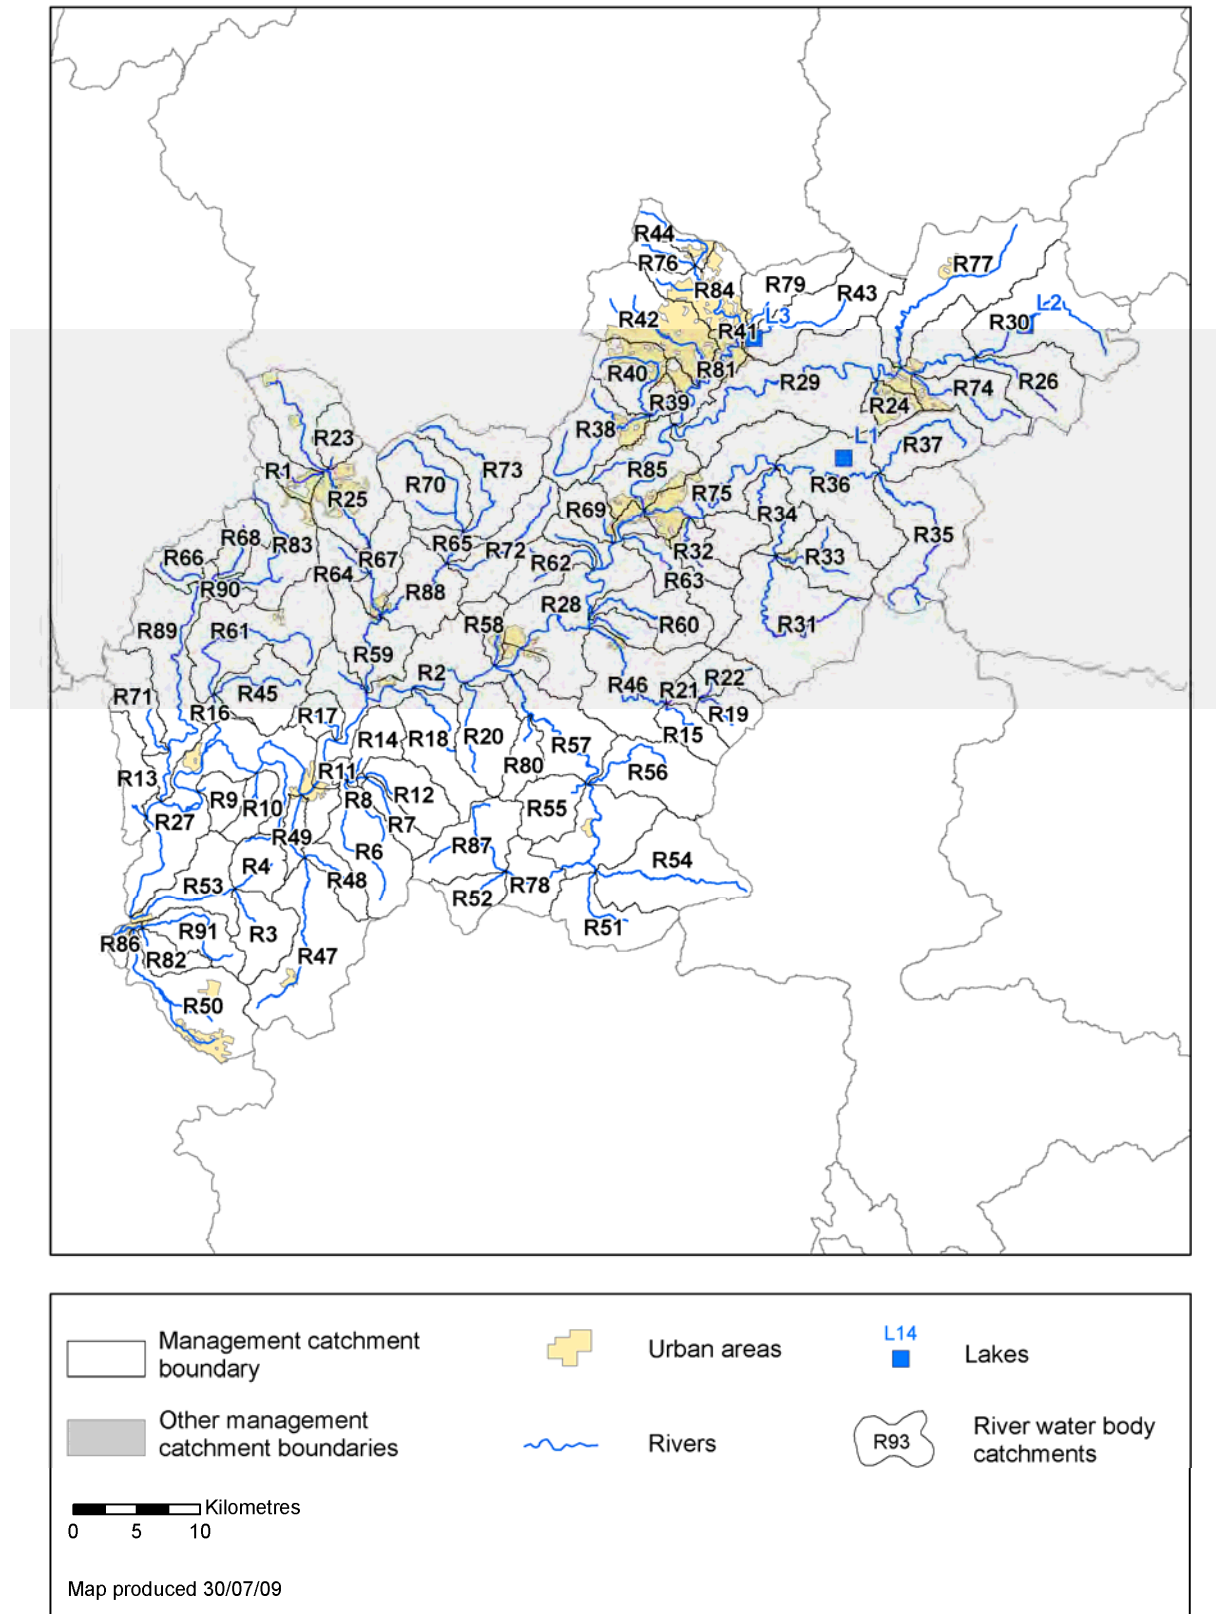 R44
R76
R77
R84
R79
R43
L2
R42
R41
L3
R30
R40
R81
R29
R74
R26
R39
R24
R38
L1
R37
R23
R1
R73
R85
R70
R25
R75
R36
R69
R34
R35
R68
R83
R65
R72
R32
R33
R66
R67
R62
R64
R63
R90
R88
R28
R58
R60
R31
R89
R61
R59
R2
R22
R46
R21
R71
R45
R16
R17
R19
R14
R18
R20
R57
R15
R80
R13
R11
R56
R12
R9
R10
R8
R55
R27
R7
R49
R87
R6
R54
R4
R48
R53
R78
R52
R91
R3
R51
R86
R82
R47
R50
Management catchment
boundary
Urban areas
L14
Lakes
Other management
catchment boundaries
Rivers
R93
River water body
catchments
Kilometres
0 5 10
Map produced 30/07/09